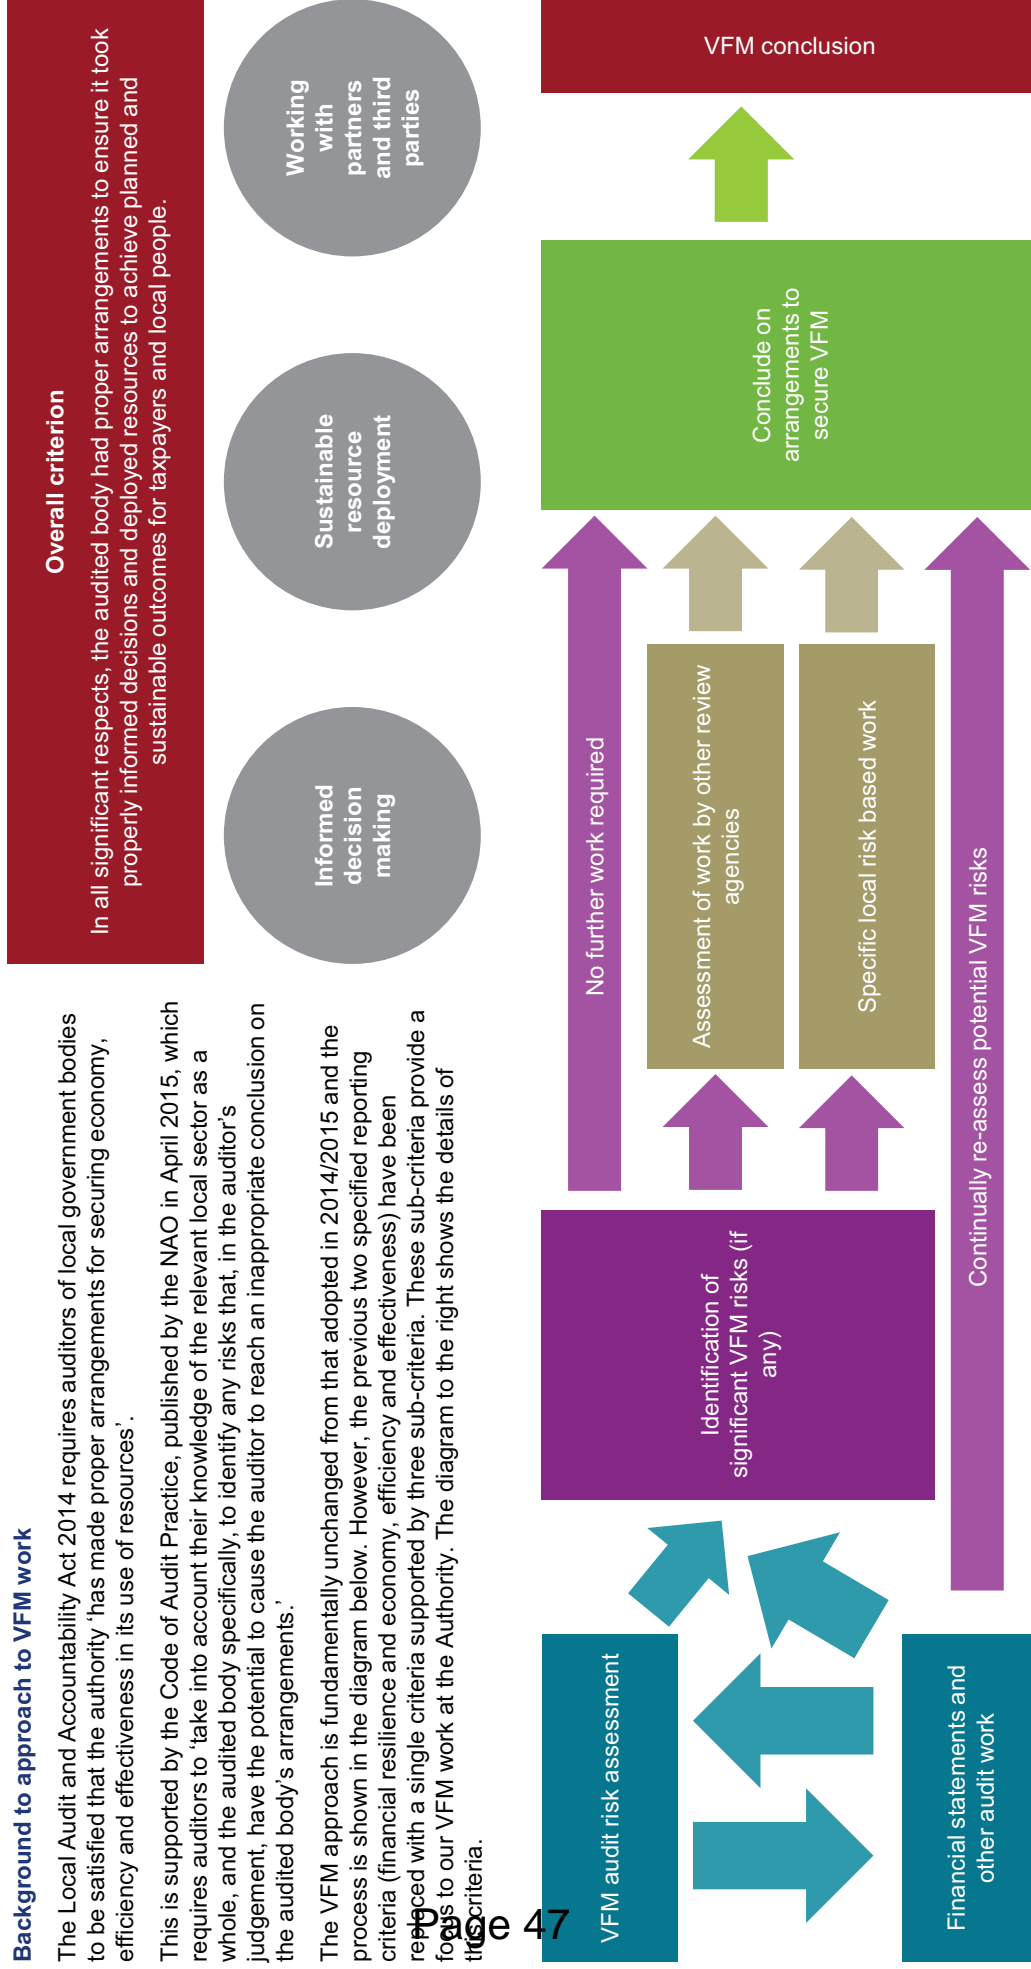 Background to approach to VFM work
The Local Audit and Accountability Act 2014 requires auditors of local government bodies
to be satisfied that the authority ‘has made proper arrangements for securing economy,
efficiency and effectiveness in its use of resources’.
This is supported by the Code of Audit Practice, published by the NAO in April 2015, which
requires auditors to ‘take into account their knowledge of the relevant local sector as a
whole, and the audited body specifically, to identify any risks that, in the auditor’s
judgement, have the potential to cause the auditor to reach an inappropriate conclusion on
the audited body’s arrangements.’
The VFM approach is fundamentally unchanged from that adopted in 2014/2015 and the
process is shown in the diagram below. However, the previous two specified reporting
criteria (financial resilience and economy, efficiency and effectiveness) have been
replaced with a single criteria supported by three sub-criteria. These sub-criteria provide a
focus to our VFM work at the Authority. The diagram to the right shows the details of
this criteria.
Overall criterion
In all significant respects, the audited body had proper arrangements to ensure it took
properly informed decisions and deployed resources to achieve planned and
sustainable outcomes for taxpayers and local people.
Informed
decision
making
Sustainable
resource
deployment
Working
with
partners
and third
parties
VFM audit risk assessment
Financial statements and
other audit work
Identification of
significant VFM risks (if
any)
No further work required
Assessment of work by other review
agencies
Specific local risk based work
Continually re-assess potential VFM risks
Conclude on
arrangements to
secure VFM
VFM conclusion
Page 47